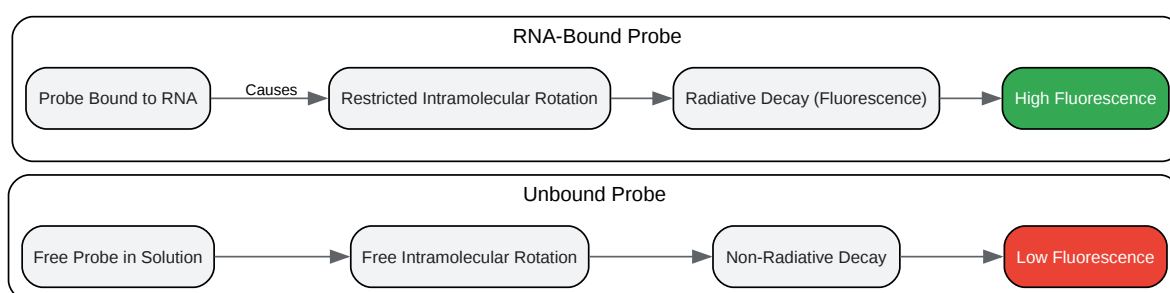 RNA-Bound Probe
Probe Bound to RNA
Causes
Restricted Intramolecular Rotation
Radiative Decay (Fluorescence)
High Fluorescence
Unbound Probe
Free Probe in Solution
Free Intramolecular Rotation
Non-Radiative Decay
Low Fluorescence